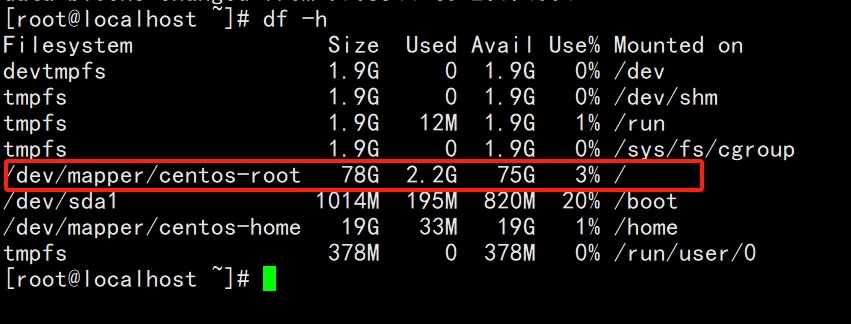 [root@localhost ~]# df -h
Filesystem Size Used Avail Use% Mounted on
devtmpfs 1.9G 0 1.9G 0% /dev
tmpfs 1.9G 0 1.9G 0% /dev/shm
tmpfs 1.9G 12M 1.9G 1% /run
tmpfs 1.9G 0 1.9G 0% /sys/fs/cgroup
/dev/mapper/centos-root 78G 2.2G 75G 3% /
/dev/sda1 1014M 195M 820M 20% /boot
/dev/mapper/centos-home 19G 33M 19G 1% /home
tmpfs 378M 0 378M 0% /run/user/0
[root@localhost ~]#